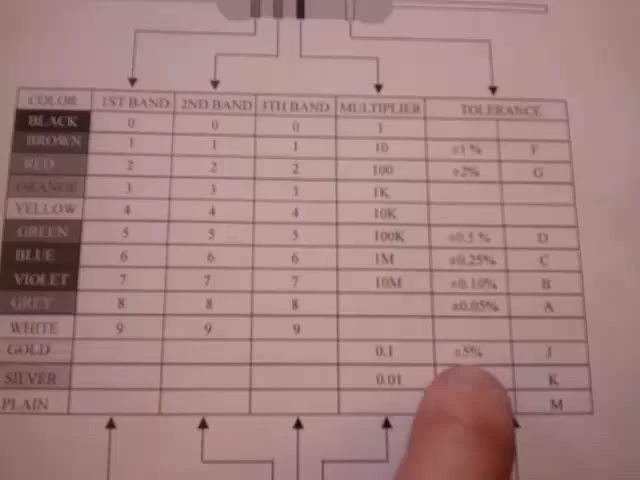 COLOR 1ST BAND 2ND BAND 3TH BAND MULTIPLIER TOLERANCE
BLACK 0 0 0 1
BROWN 1 1 1 10 ±1 % F
RED 2 2 2 100 ±2% G
ORANGE 3 3 3 1K
YELLOW 4 4 4 10K
GREEN 5 5 5 100K ±0.5 % D
BLUE 6 6 6 1M ±0.25% C
VIOLET 7 7 7 10M ±0.10% B
GREY 8 8 8 ±0.05% A
WHITE 9 9 9
GOLD 0.1 ±5% J
SILVER 0.01 K
PLAIN M